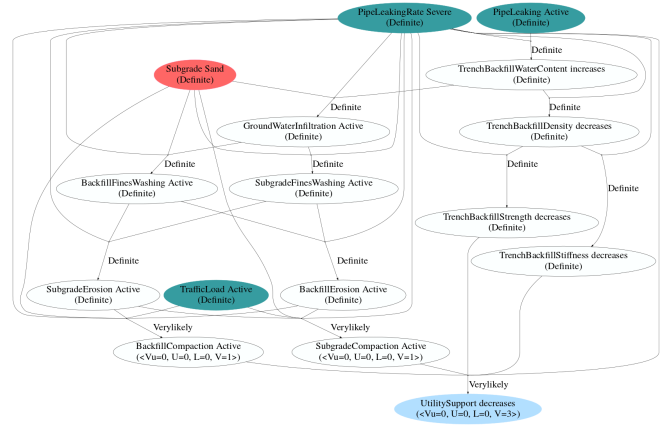 PipeLeakingRate Severe
(Definite)
PipeLeaking Active
(Definite)
Definite
Subgrade Sand
(Definite)
TrenchBackfillWaterContent increases
(Definite)
Definite
Definite
GroundWaterInfiltration Active
(Definite)
TrenchBackfillDensity decreases
(Definite)
Definite
Definite
Definite
BackfillFinesWashing Active
(Definite)
SubgradeFinesWashing Active
(Definite)
Definite
TrenchBackfillStrength decreases
(Definite)
Definite
Definite
TrenchBackfillStiffness decreases
(Definite)
SubgradeErosion Active
(Definite)
TrafficLoad Active
(Definite)
BackfillErosion Active
(Definite)
Verylikely
Verylikely
BackfillCompaction Active
(<Vu=0, U=0, L=0, V=1>)
SubgradeCompaction Active
(<Vu=0, U=0, L=0, V=1>)
Verylikely
UtilitySupport decreases
(<Vu=0, U=0, L=0, V=3>)